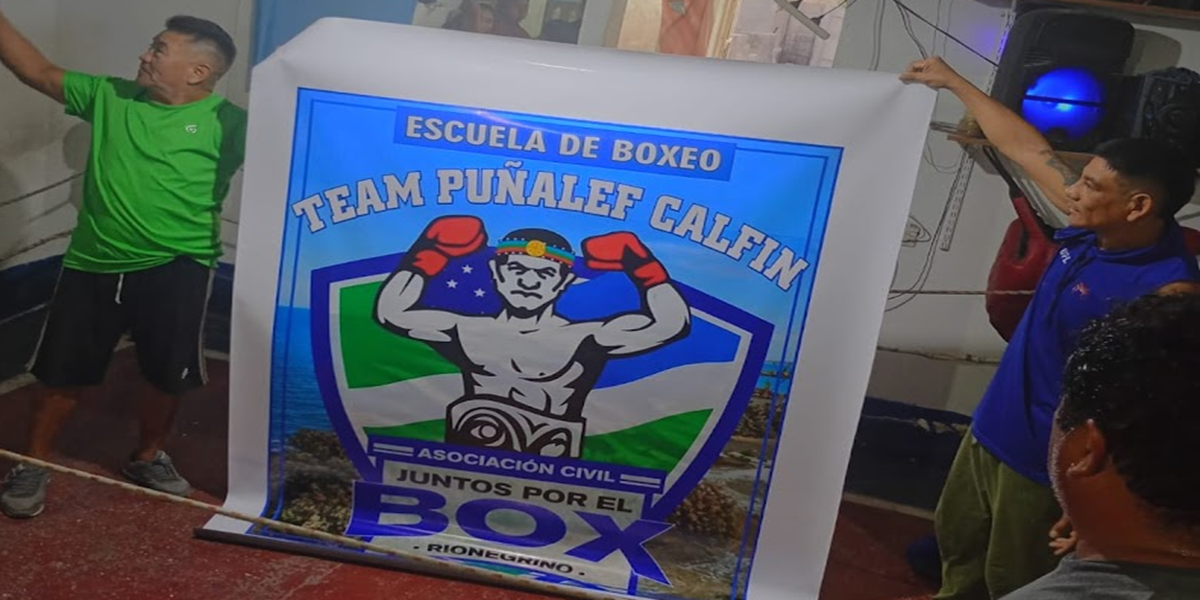 ESCUELA DE BOXEO
TEAM PUÑALEF CALFIN
ASOCIACIÓN CIVIL
JUNTOS POR EL
BOX
- RIONEGRINO -